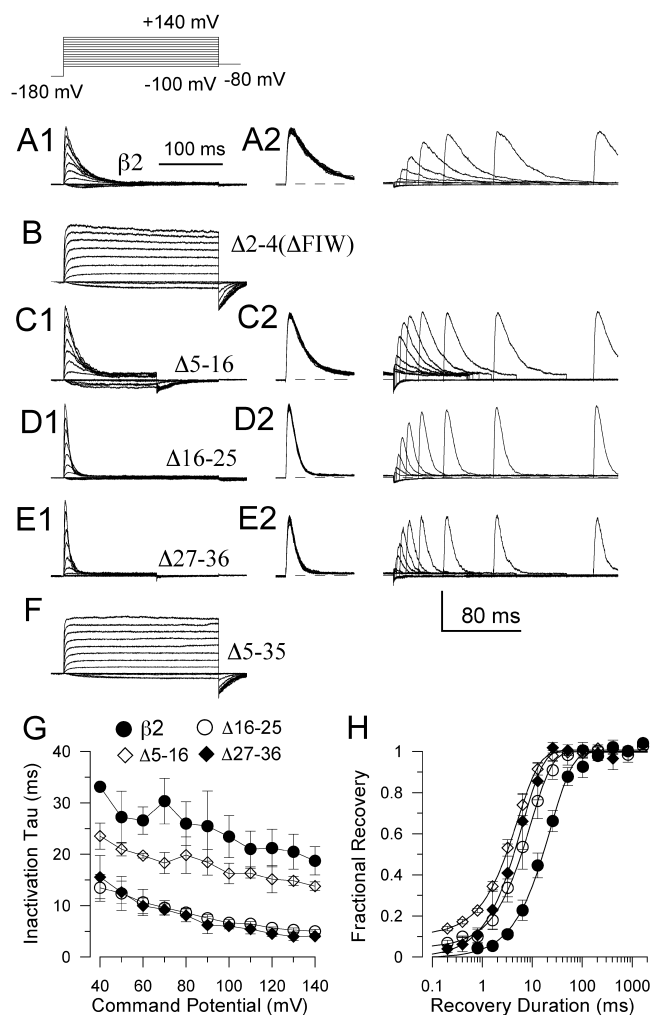 +140 mV
-100 mV
-80 mV
-180 mV
A1
β2
100 ms
A2
B
Δ2-4(ΔFIW)
C1
Δ5-16
C2
D1
Δ16-25
D2
E1
Δ27-36
E2
F
Δ5-35
80 ms
G
β2
Δ16-25
Δ5-16
Δ27-36
Inactivation Tau (ms)
40
30
20
10
0
40 60 80 100 120 140
Command Potential (mV)
H
Fractional Recovery
1
0.8
0.6
0.4
0.2
0
0.1 1 10 100 1000
Recovery Duration (ms)